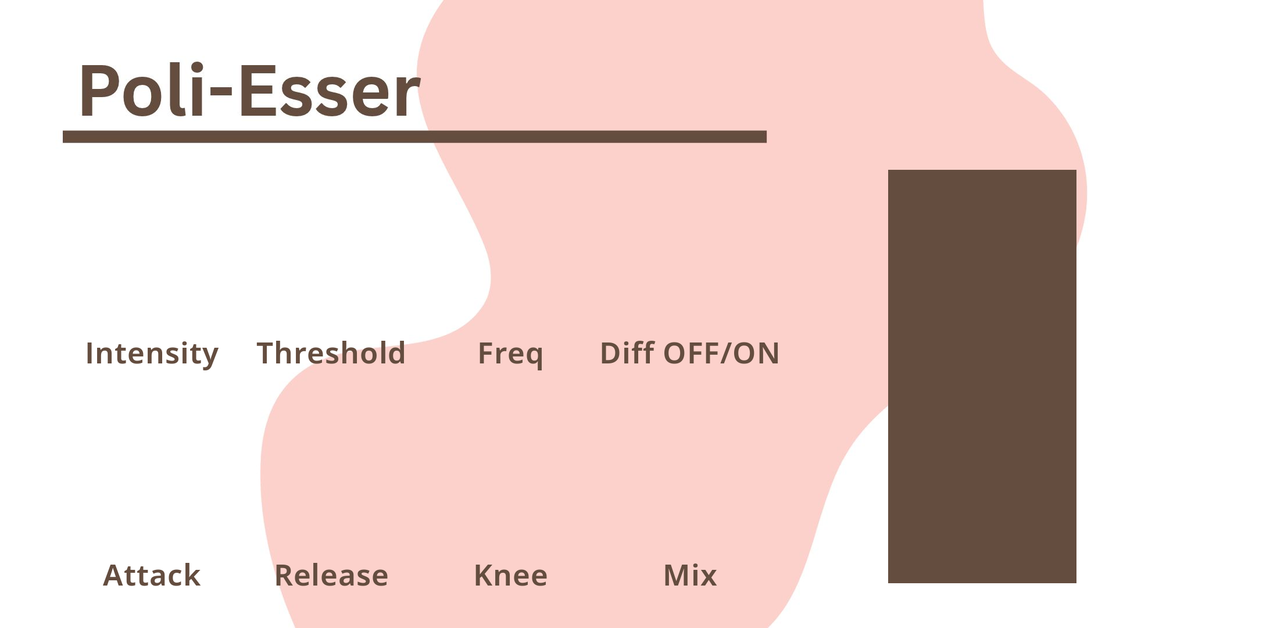 Poli-Esser
Intensity Threshold Freq Diff OFF/ON
Attack Release Knee Mix